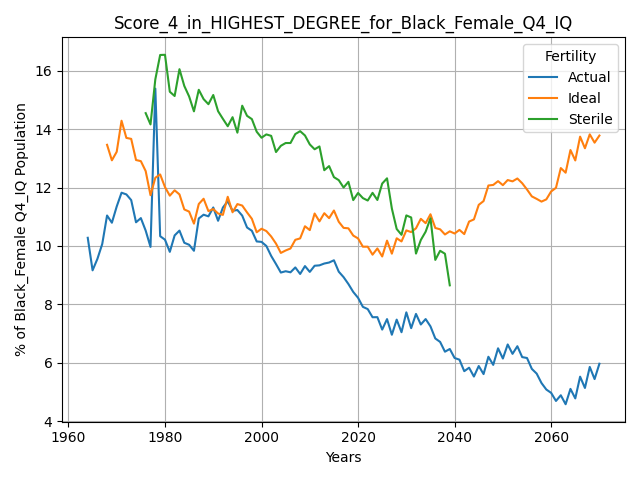 Score_4_in_HIGHEST_DEGREE_for_Black_Female_Q4_IQ
Fertility
Actual
Ideal
Sterile
% of Black_Female Q4_IQ Population
16
14
12
10
8
6
4
1960
1980
2000
2020
2040
2060
Years